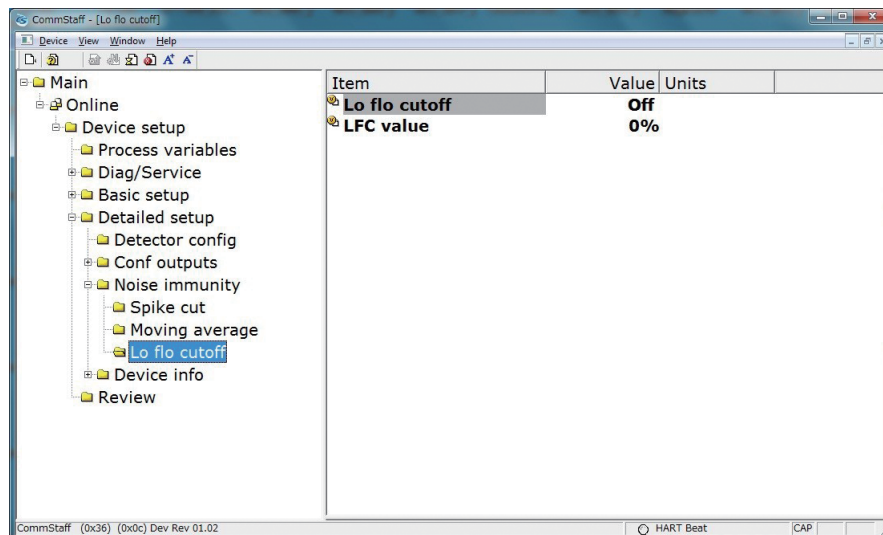 CommStaff - [Lo flo cutoff]
Device View Window Help
Main
Online
Device setup
Process variables
Diag/Service
Basic setup
Detailed setup
Detector config
Conf outputs
Noise immunity
Spike cut
Moving average
Lo flo cutoff
Device info
Review
Item Value Units
Lo flo cutoff Off
LFC value 0%
CommStaff (0x36) (0x0c) Dev Rev 01.02 HART Beat CAP